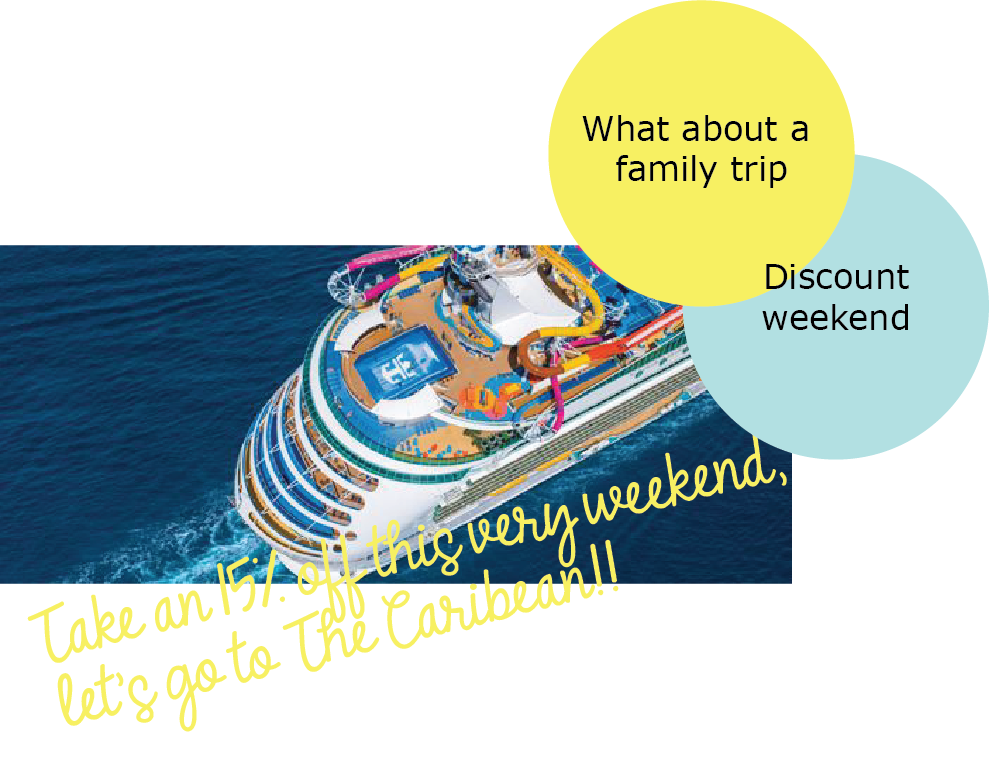 What about a
family trip
Discount
weekend
Take an 15% off this very weekend,
let's go to The Caribean!!